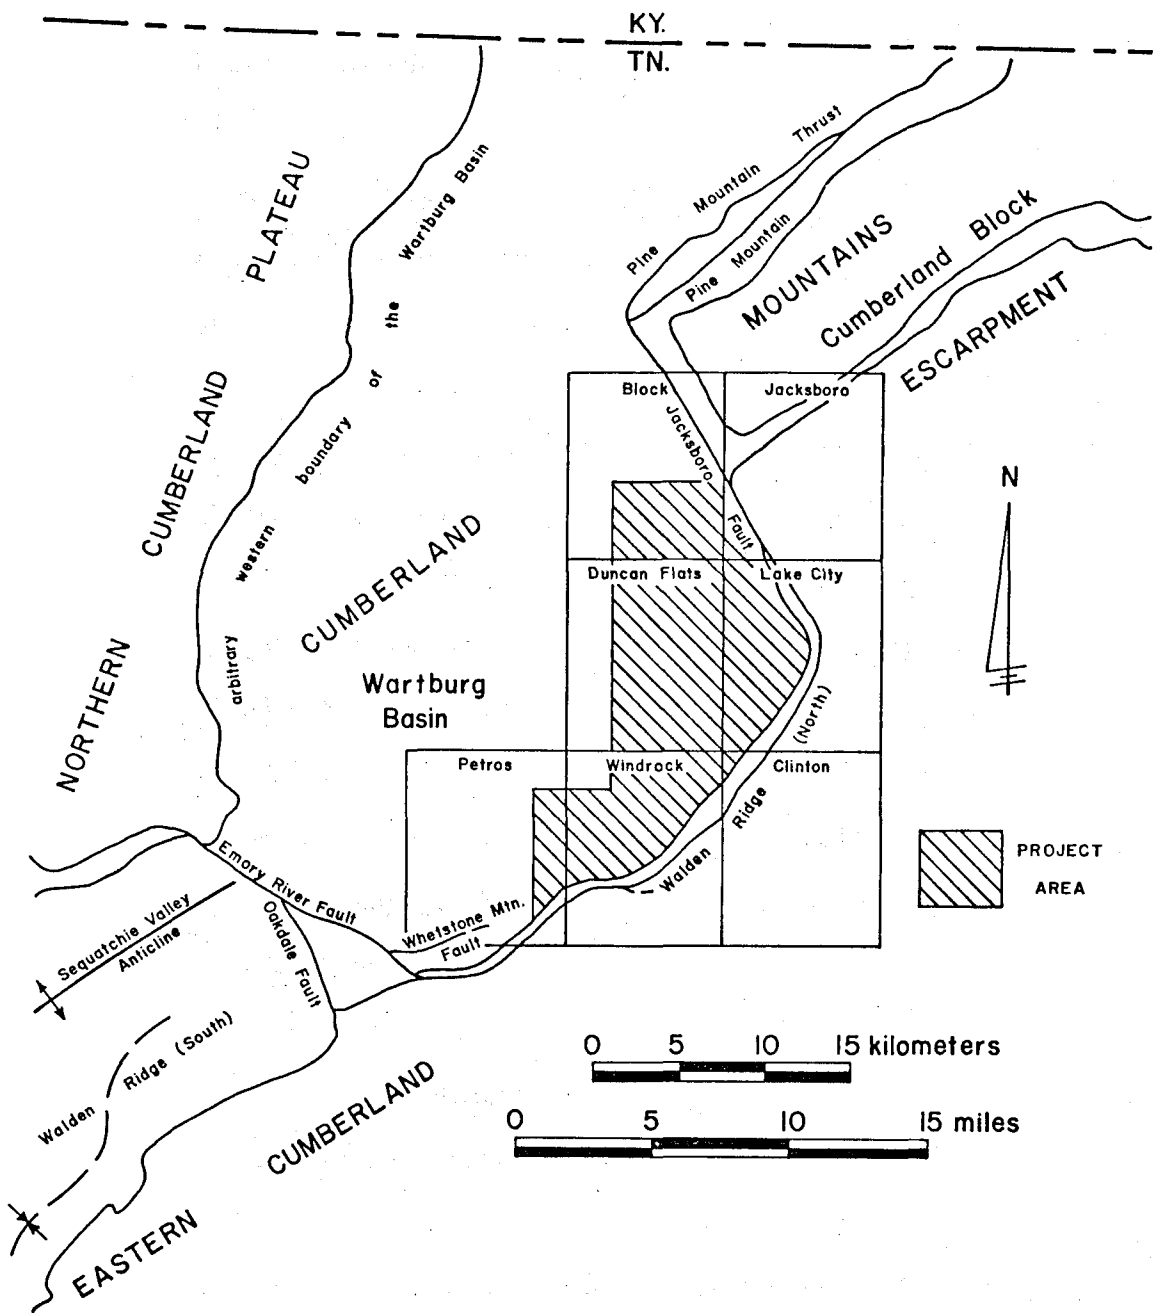 KY.
TN.
NORTHERN CUMBERLAND PLATEAU
arbitrary western boundary of the Wartburg Basin
Pine Mountain Thrust
Pine Mountain
CUMBERLAND MOUNTAINS
Cumberland Block
EASTERN CUMBERLAND ESCARPMENT
Block
Jacksboro
Jacksboro Fault
N
Duncan Flats
Lake City
Wartburg
Basin
Petros
Windrock
Clinton
Walden Ridge (North)
PROJECT
AREA
Emory River Fault
Oakdale Fault
Whetstone Mtn.
Fault
Sequatchie Valley
Anticline
Walden Ridge (South)
0 5 10 15 kilometers
0 5 10 15 miles